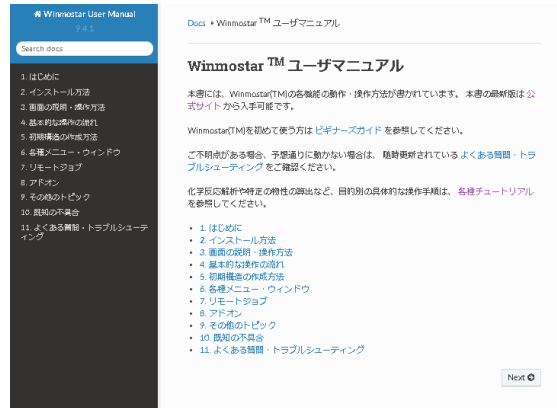 Winmostar User Manual
9.4.1
Search docs
1. はじめに
2. インストール方法
3. 画面の説明・操作方法
4. 基本的な操作の流れ
5. 初期構造の作成方法
6. 各種メニュー・ウィンドウ
7. リモートジョブ
8. アドオン
9. その他のトピック
10. 既知の不具合
11. よくある質問・トラブルシューテ
ィング
Docs » Winmostar TM ユーザマニュアル
Winmostar TM ユーザマニュアル
本書には、Winmostar(TM)の各機能の動作・操作方法が書かれています。 本書の最新版は 公
式サイト から入手可能です。
Winmostar(TM)を初めて使う方は ビギナーズガイド を参照してください。
ご不明点がある場合、予想通りに動かない場合は、 随時更新されている よくある質問・トラ
ブルシューティング をご確認ください。
化学反応解析や特定の物性の算出など、目的別の具体的な操作手順は、 各種チュートリアル
を参照してください。
1. はじめに
2. インストール方法
3. 画面の説明・操作方法
4. 基本的な操作の流れ
5. 初期構造の作成方法
6. 各種メニュー・ウィンドウ
7. リモートジョブ
8. アドオン
9. その他のトピック
10. 既知の不具合
11. よくある質問・トラブルシューティング
Next